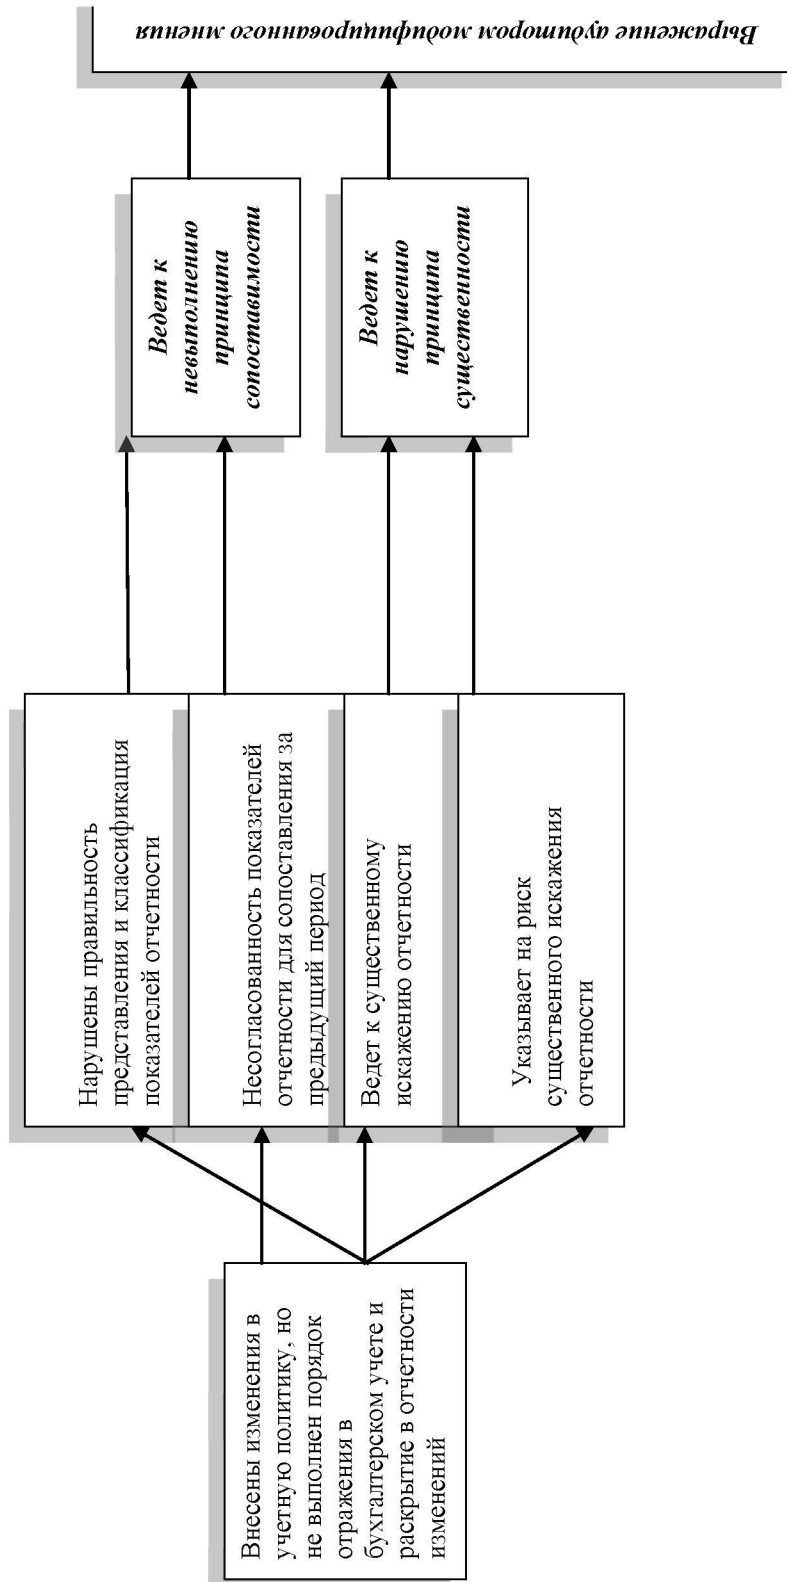 Внесены изменения в
учетную политику, но
не выполнен порядок
отражения в
бухгалтерском учете и
раскрытие в отчетности
изменений
Нарушены правильность
представления и классификация
показателей отчетности
Несогласованность показателей
отчетности для сопоставления за
предыдущий период
Ведет к существенному
искажению отчетности
Указывает на риск
существенного искажения
отчетности
Ведет к
невыполнению
принципа
сопоставимости
Ведет к
нарушению
принципа
существенности
Выражение аудитором модифицированного мнения